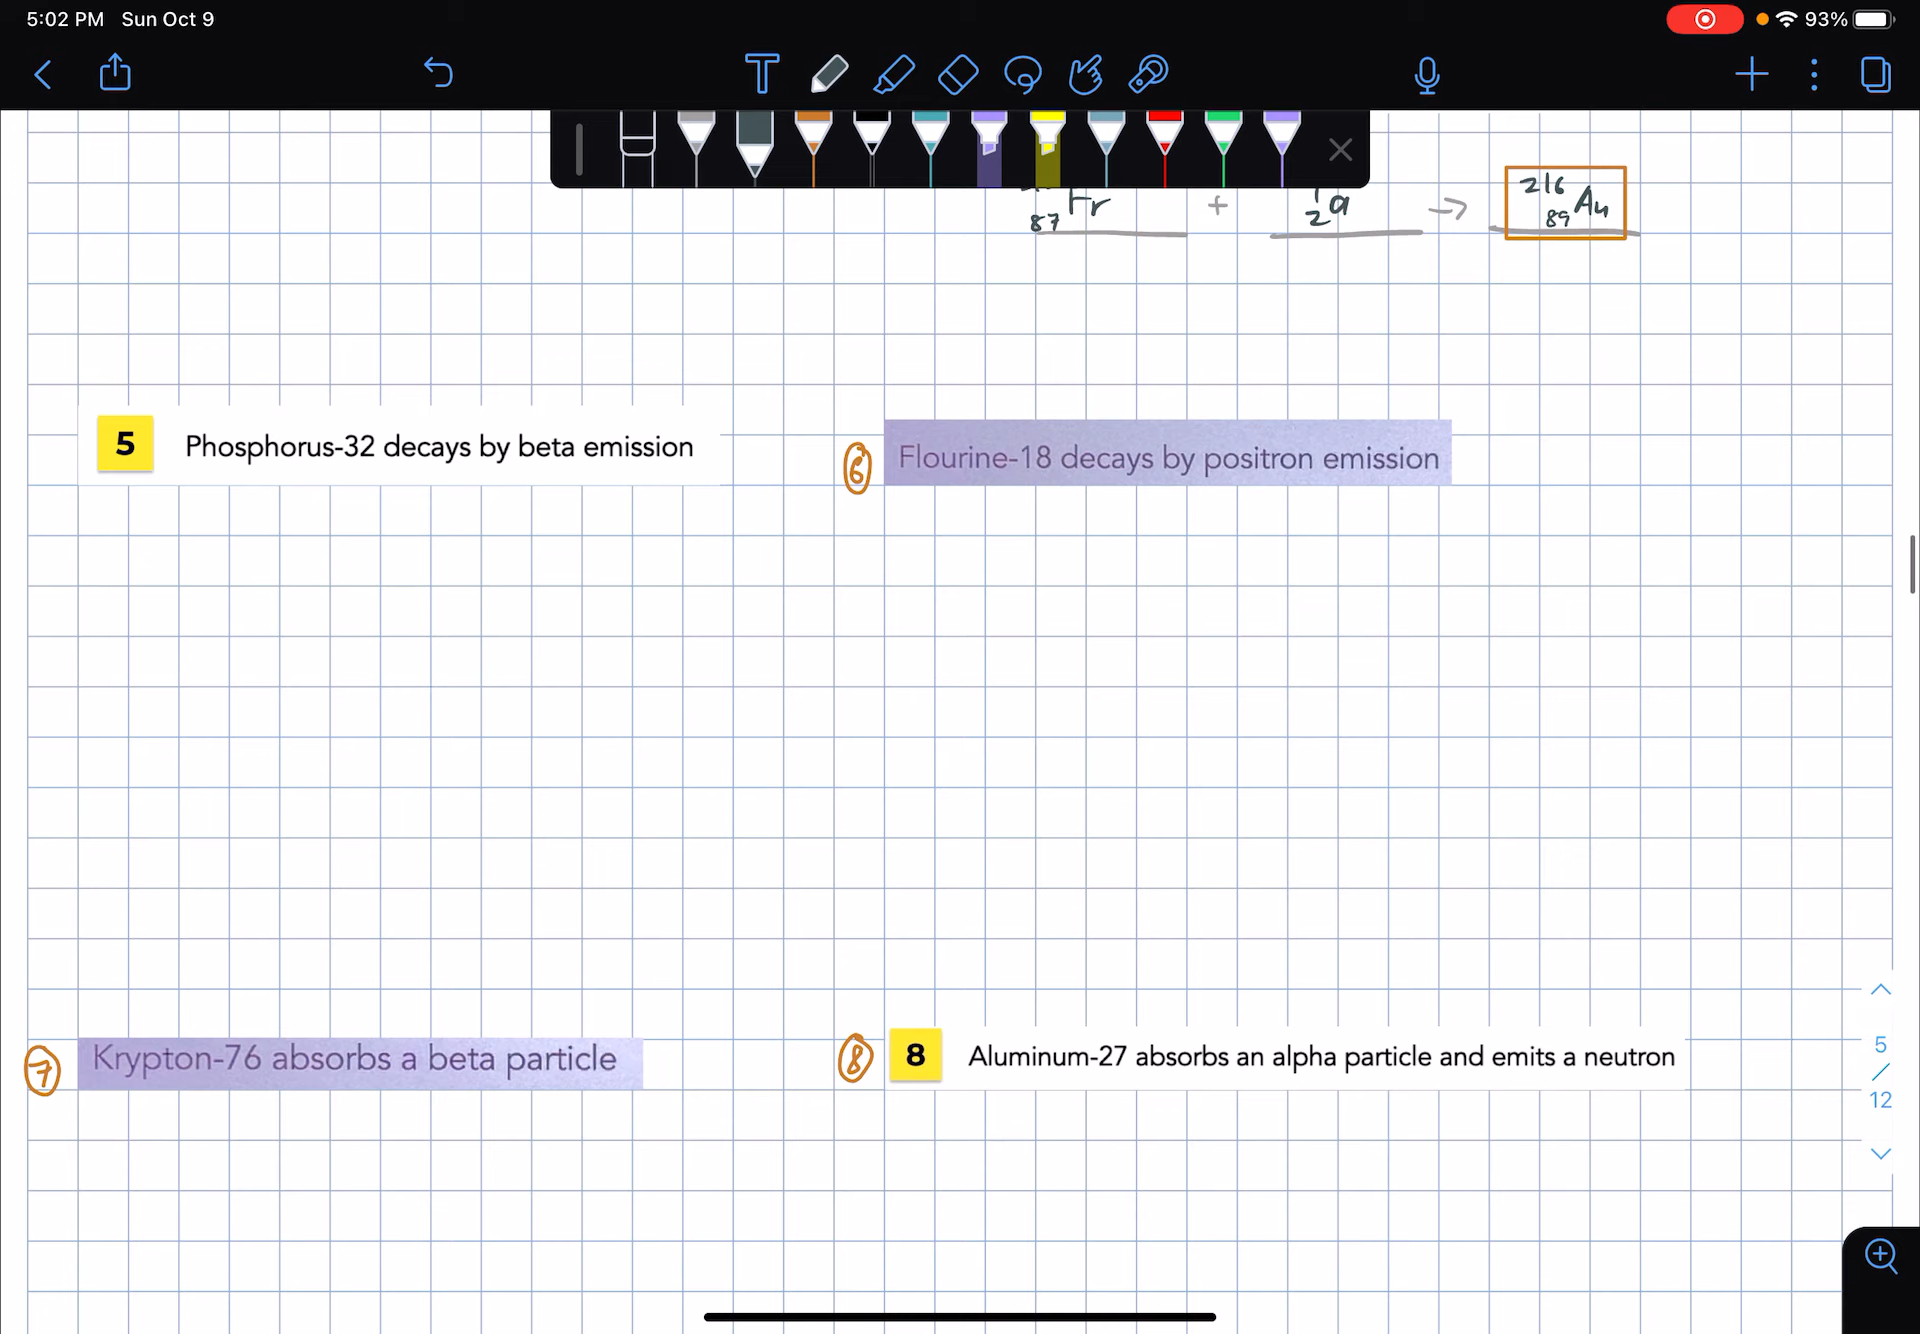 5:02 PM Sun Oct 9
93%
T
87 Fr + 2 a → 216 89 Au
5 Phosphorus-32 decays by beta emission
6 Flourine-18 decays by positron emission
7 Krypton-76 absorbs a beta particle
8 8 Aluminum-27 absorbs an alpha particle and emits a neutron
5
/
12